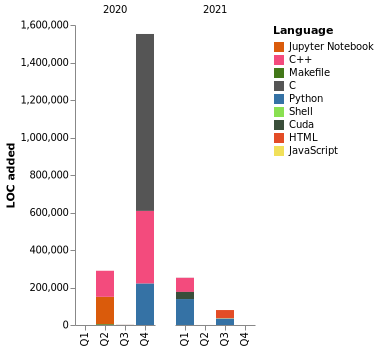 2020 2021
Language
Jupyter Notebook
C++
Makefile
C
Python
Shell
Cuda
HTML
JavaScript
LOC added
1,600,000
1,400,000
1,200,000
1,000,000
800,000
600,000
400,000
200,000
0
Q1 Q2 Q3 Q4 Q1 Q2 Q3 Q4